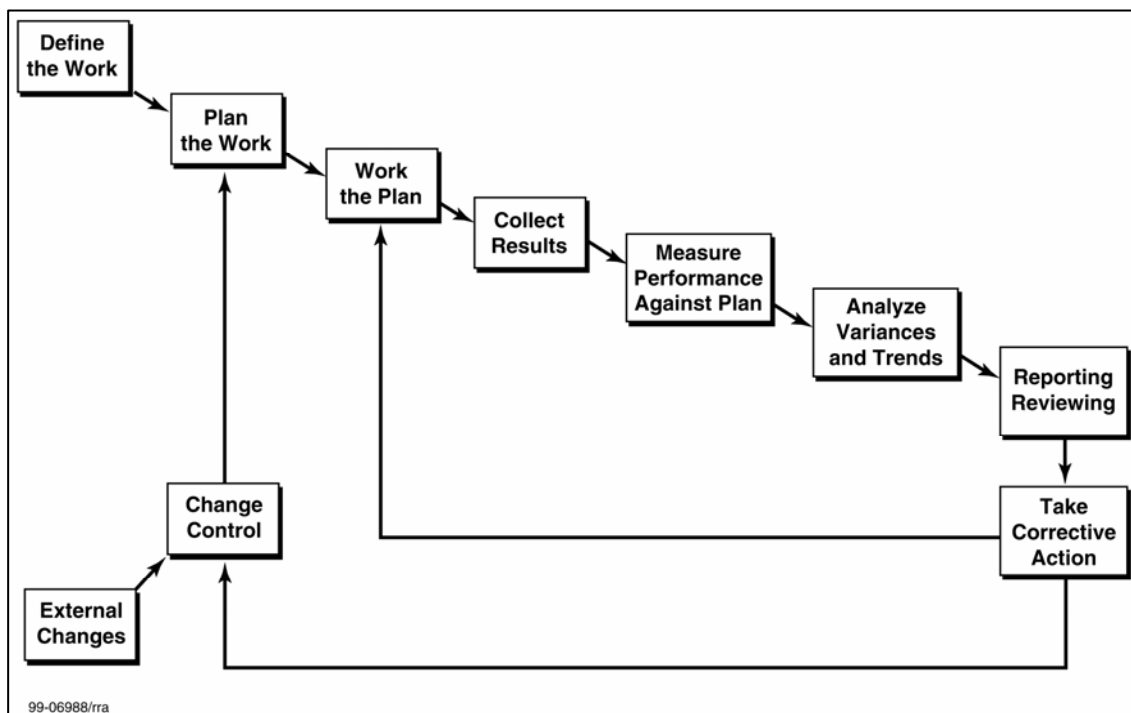 Define
the Work
Plan
the Work
Work
the Plan
Collect
Results
Measure
Performance
Against Plan
Analyze
Variances
and Trends
Reporting
Reviewing
Take
Corrective
Action
Change
Control
External
Changes
99-06988/rra